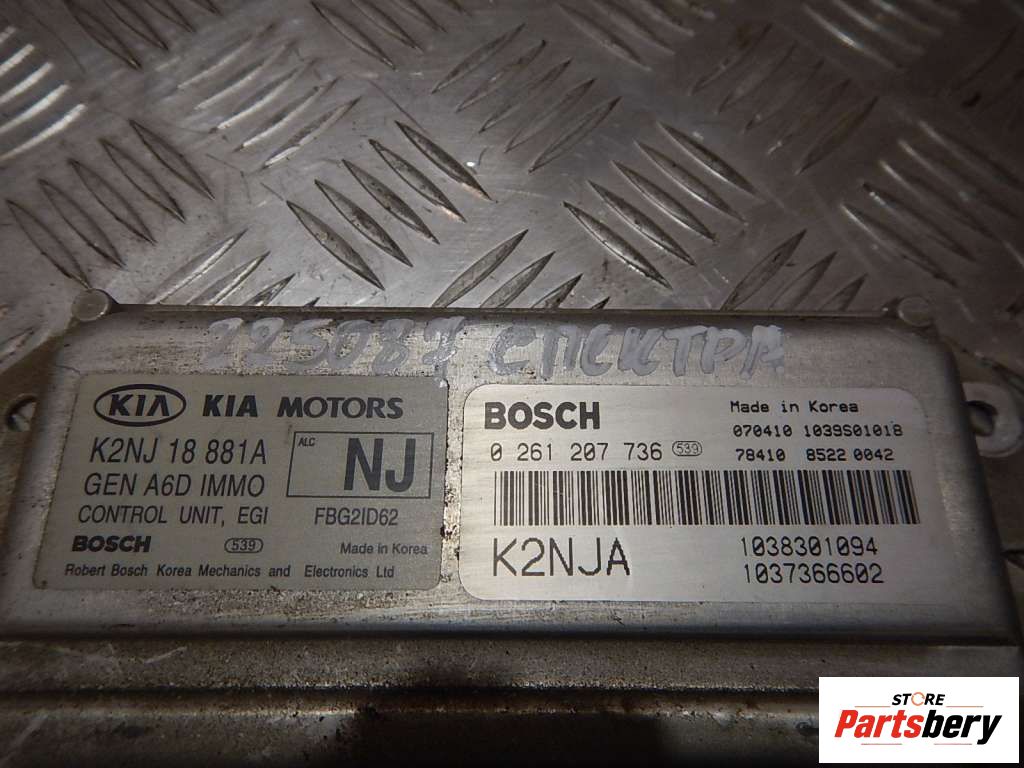 225087 СПЕКТРА
KIA KIA MOTORS
K2NJ 18 881A
ALC NJ
GEN A6D IMMO
CONTROL UNIT, EGI FBG2ID62
BOSCH 539 Made in Korea
Robert Bosch Korea Mechanics and Electronics Ltd
BOSCH Made in Korea
070410 1039S01018
0 261 207 736 539 78410 8522 0042
K2NJA 1038301094
1037366602
STORE
Partsbery